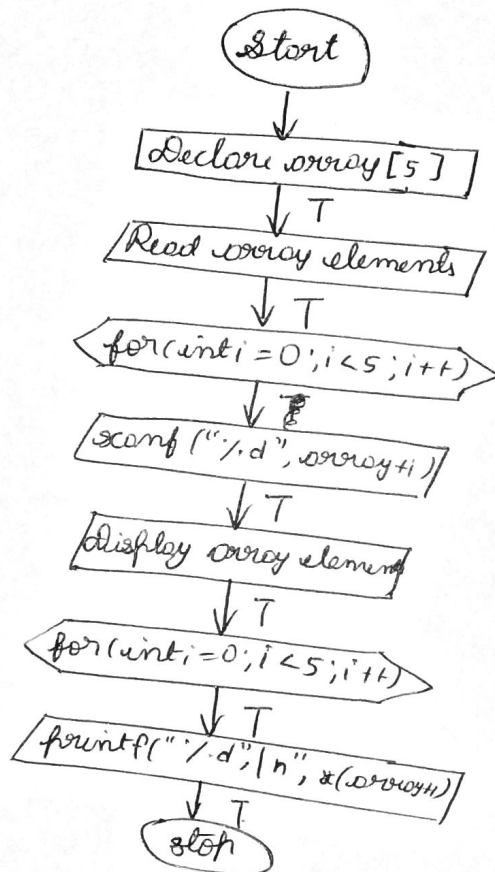 Start
Declare array [5]
T
Read array elements
T
for(int i = 0; i < 5; i++)
scanf ("%d", array+i)
T
Display array element
T
for(int i=0; i < 5; i++)
T
printf("%d",|n", *(array+i)
T
stop